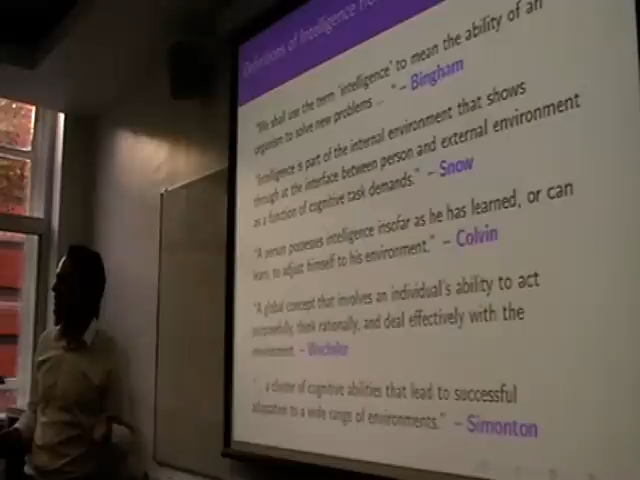 Definitions of Intelligence
"We shall use the term 'intelligence' to mean the ability of an
organism to solve new problems ... " – Bingham
"Intelligence is part of the internal environment that shows
through at the interface between person and external environment
as a function of cognitive task demands." – Snow
"A person possesses intelligence insofar as he has learned, or can
learn, to adjust himself to his environment." – Colvin
"A global concept that involves an individual's ability to act
purposefully, think rationally, and deal effectively with the
environment. – Wechsler
"... a cluster of cognitive abilities that lead to successful
adaptation to a wide range of environments." – Simonton